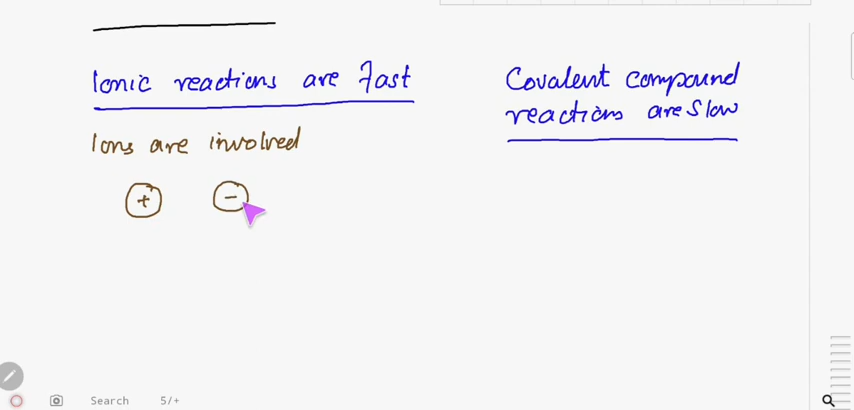 Ionic reactions are Fast
Ions are involved
+ -
Covalent compound
reactions are Slow
Search 5/+